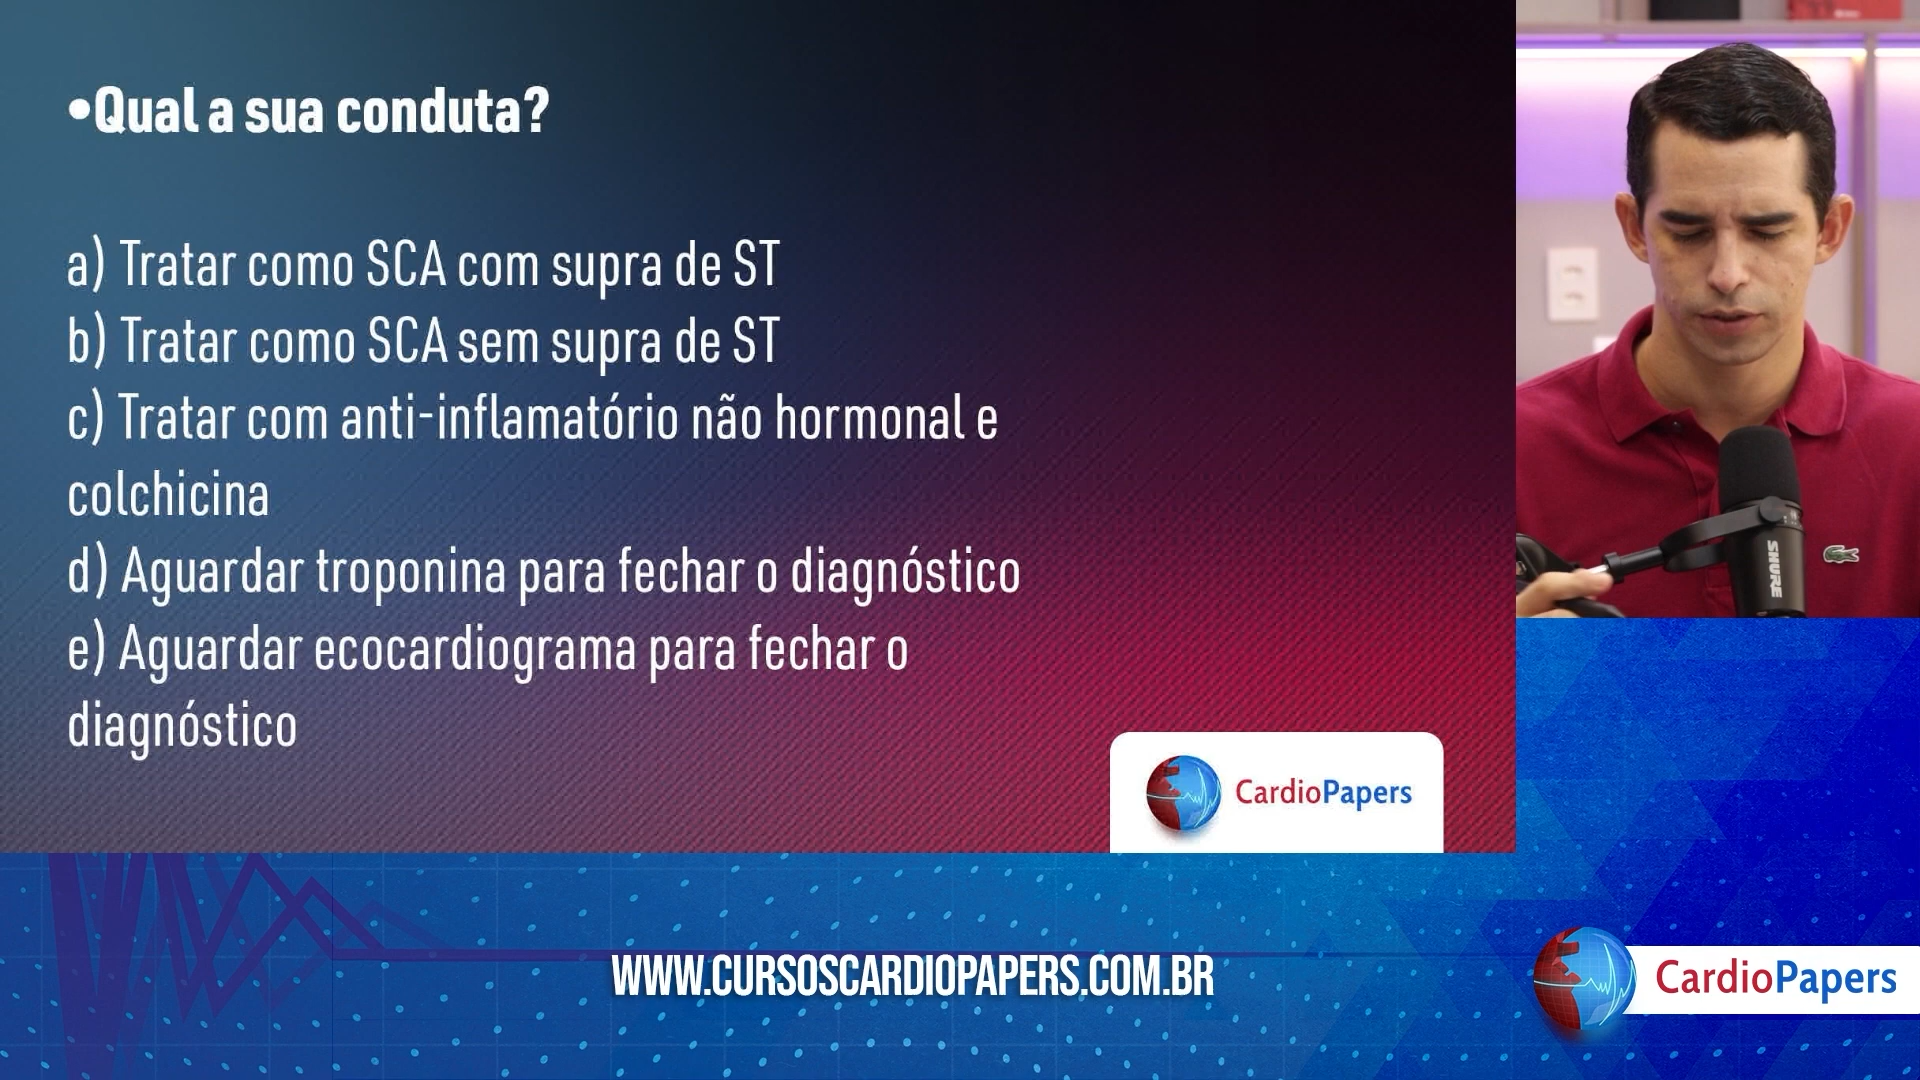 •Qual a sua conduta?
a) Tratar como SCA com supra de ST
b) Tratar como SCA sem supra de ST
c) Tratar com anti-inflamatório não hormonal e
colchicina
d) Aguardar troponina para fechar o diagnóstico
e) Aguardar ecocardiograma para fechar o
diagnóstico
CardioPapers
SHURE
WWW.CURSOSCARDIOPAPERS.COM.BR
CardioPapers